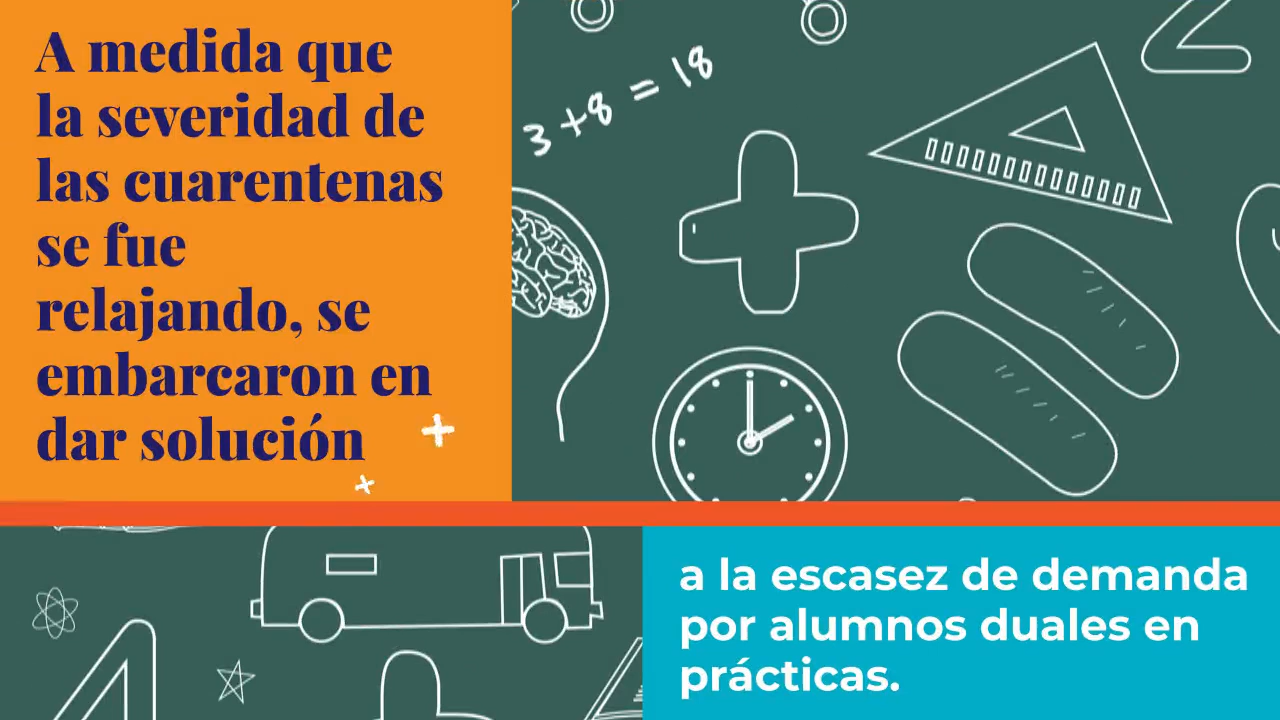 A medida que
la severidad de
las cuarentenas
se fue
relajando, se
embarcaron en
dar solución
3 + 8 = 18
a la escasez de demanda
por alumnos duales en
prácticas.